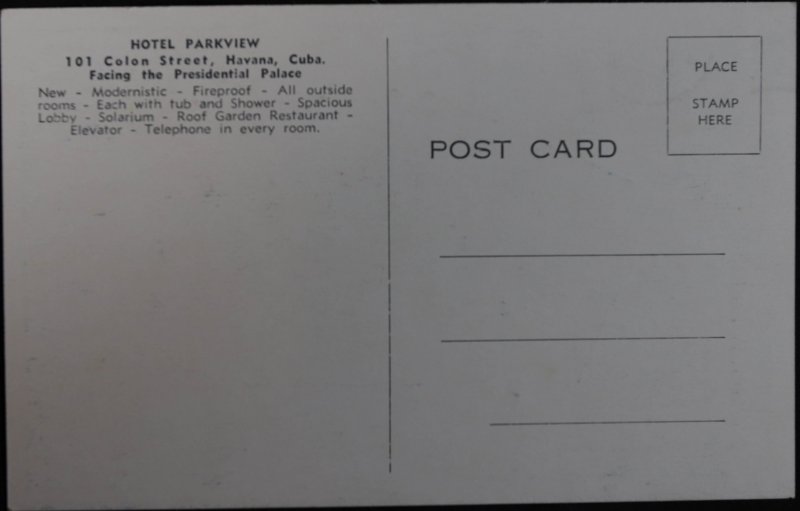 HOTEL PARKVIEW
101 Colon Street, Havana, Cuba.
Facing the Presidential Palace
New - Modernistic - Fireproof - All outside
rooms - Each with tub and Shower - Spacious
Lobby - Solarium - Roof Garden Restaurant -
Elevator - Telephone in every room.
POST CARD
PLACE
STAMP
HERE